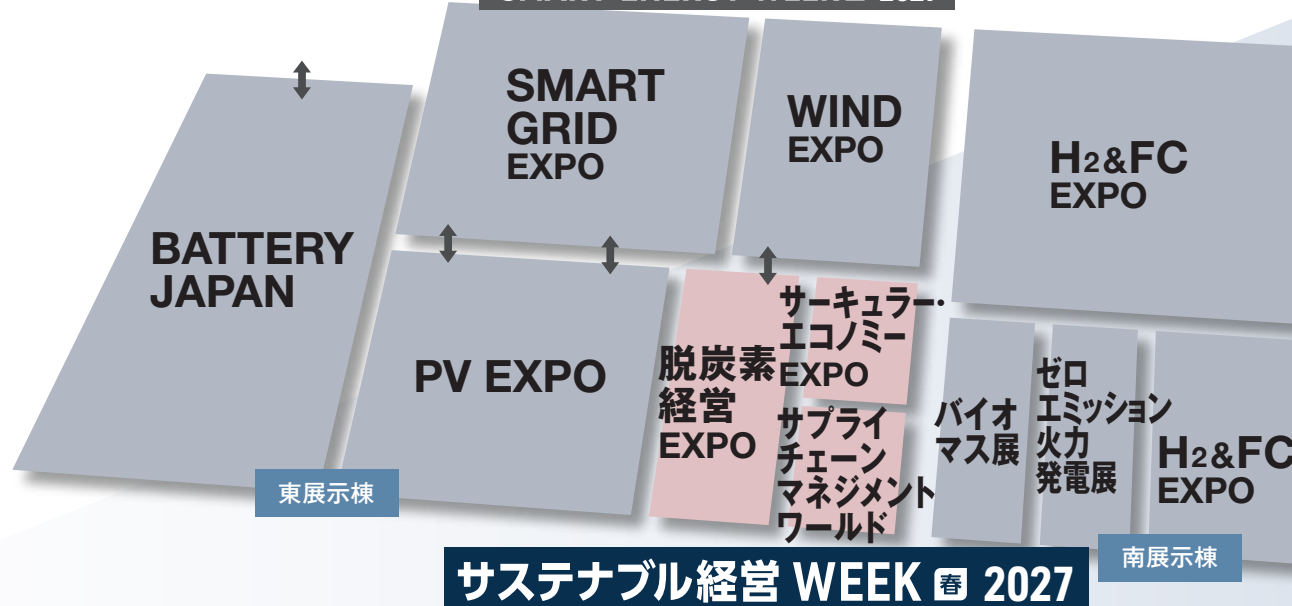 SMART ENERGY WEEK 2027
SMART
GRID
EXPO
WIND
EXPO
H2&FC
EXPO
BATTERY
JAPAN
PV EXPO
脱炭素
経営
EXPO
サーキュラー・
エコノミー
EXPO
サプライ
チェーン
マネジメント
ワールド
バイオ
マス展
ゼロ
エミッション
火力
発電展
H2&FC
EXPO
東展示棟
南展示棟
サステナブル経営 WEEK 春 2027